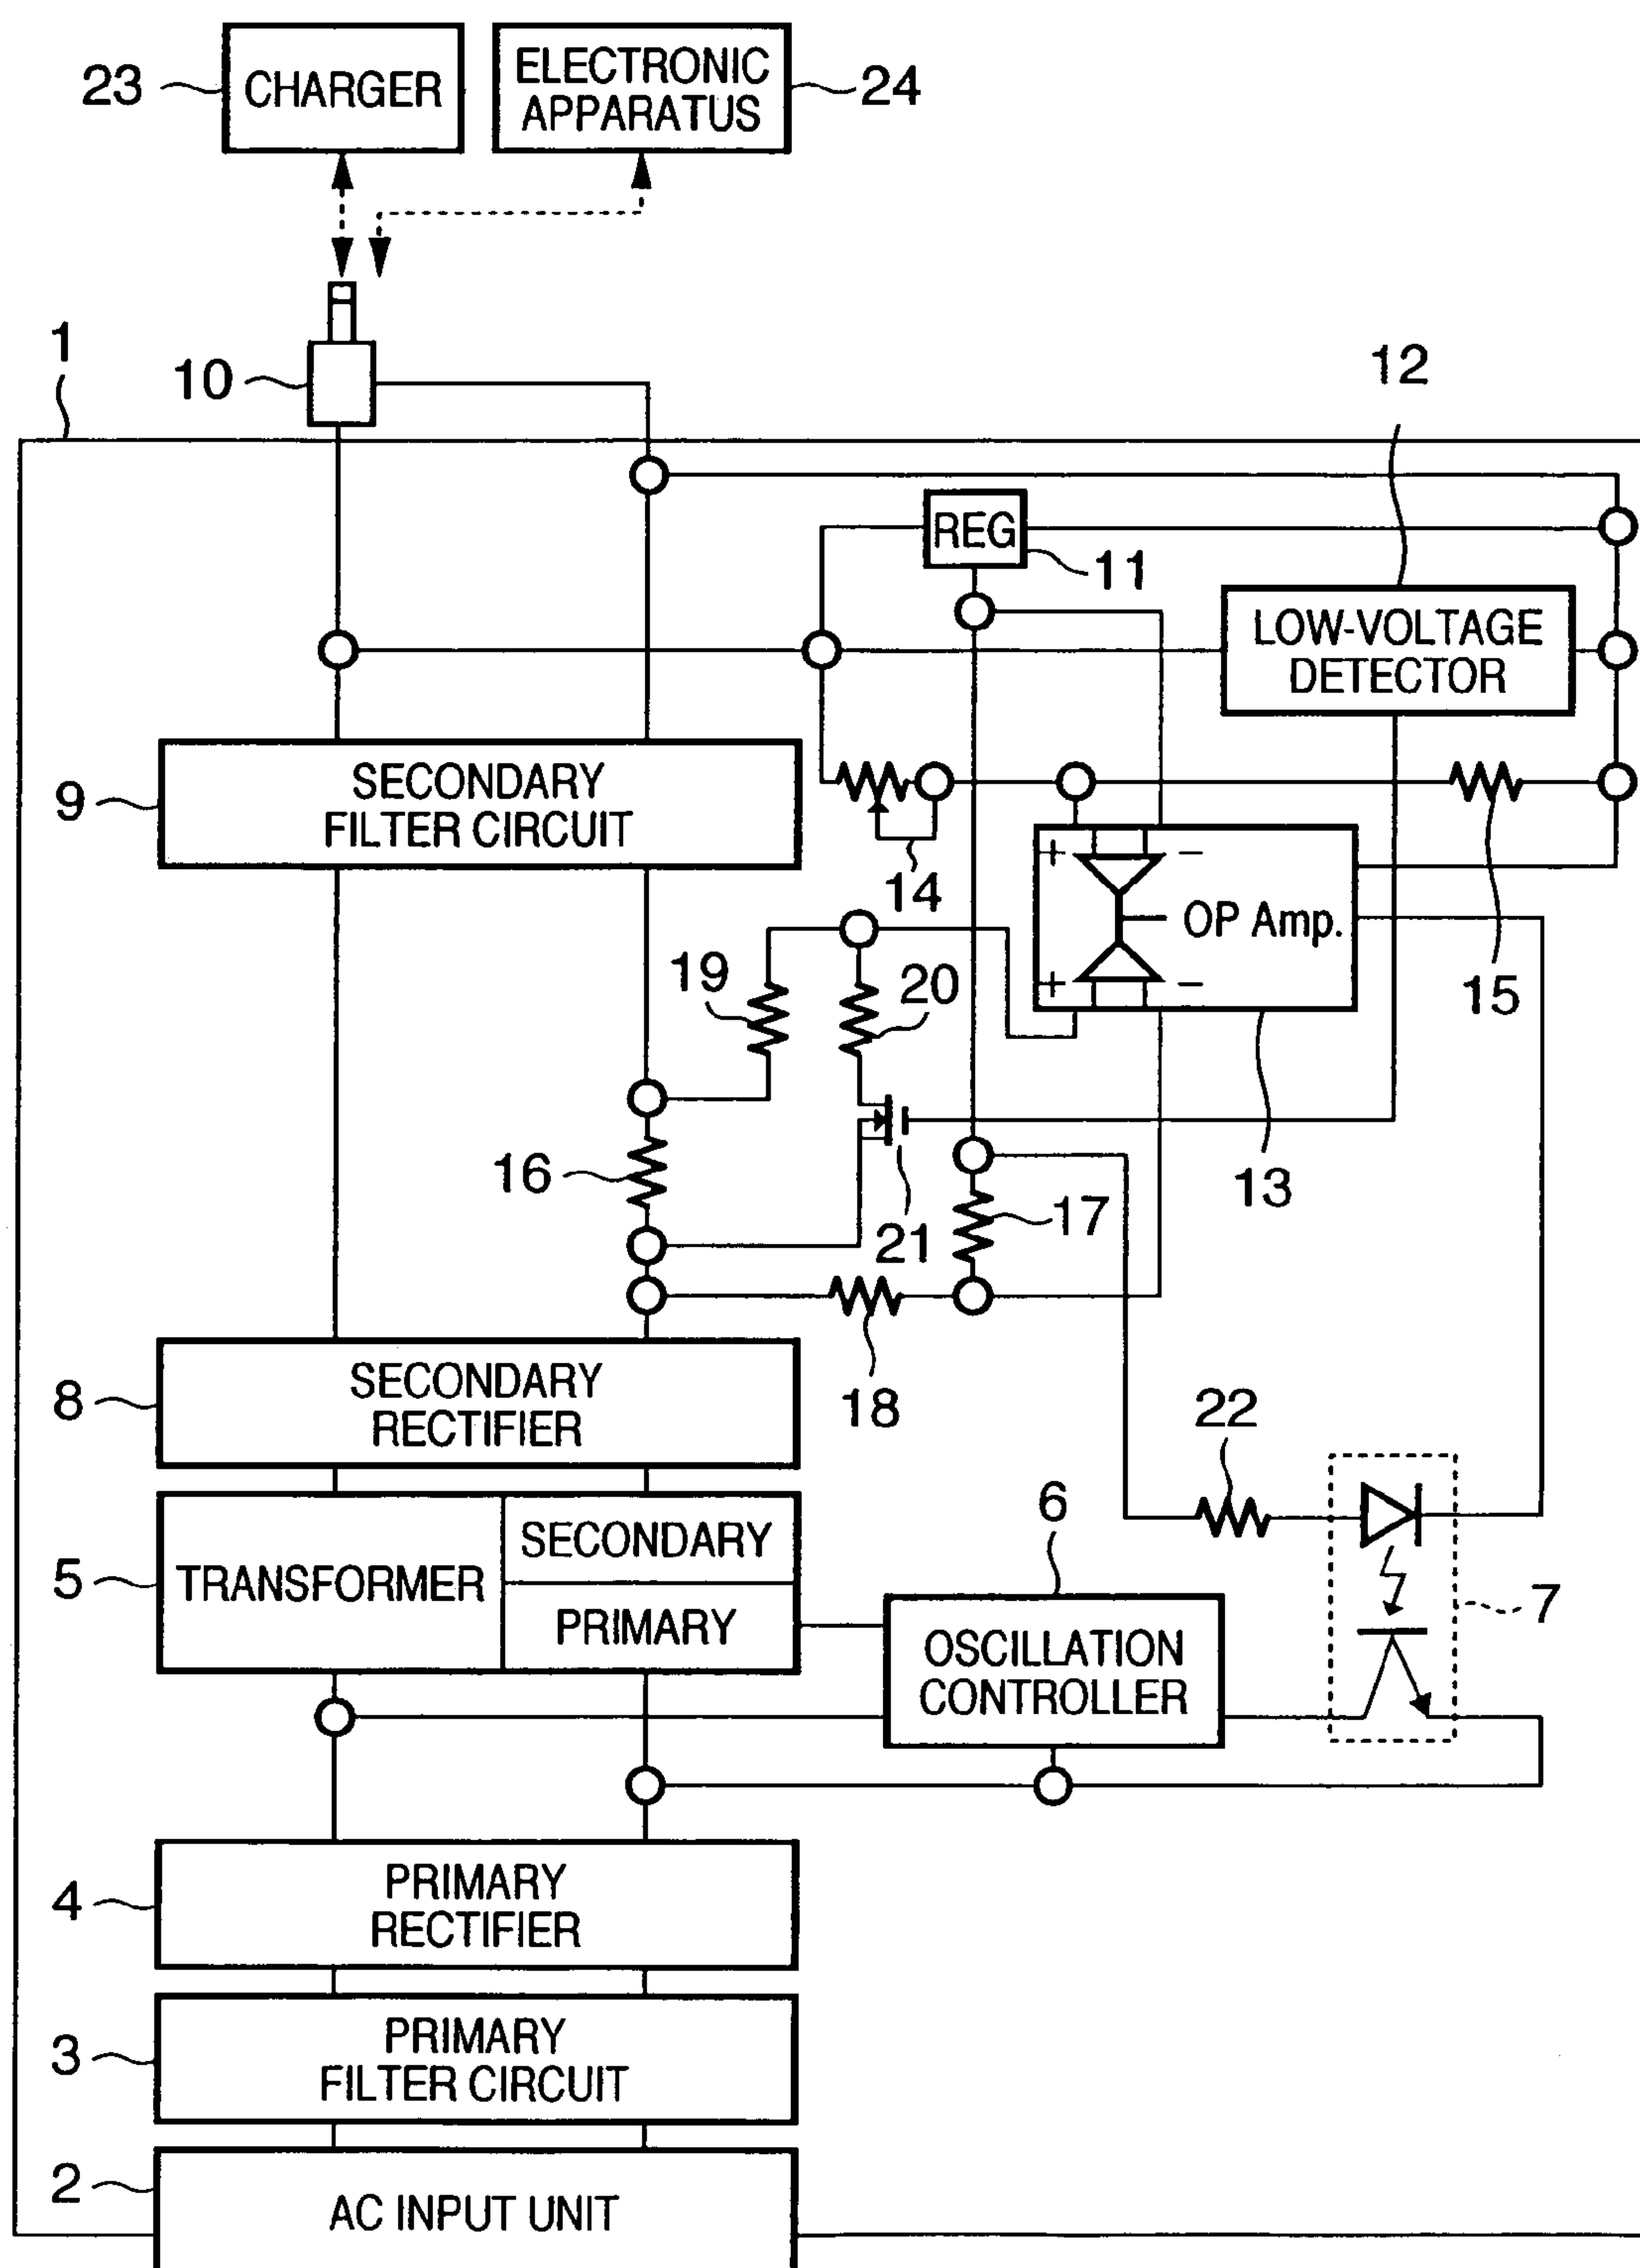 23
CHARGER
ELECTRONIC
APPARATUS
24
1
10
12
REG
11
LOW-VOLTAGE
DETECTOR
9
SECONDARY
FILTER CIRCUIT
14
+
−
OP Amp.
+
−
15
19
20
16
21
17
13
8
SECONDARY
RECTIFIER
18
22
5
TRANSFORMER
SECONDARY
PRIMARY
6
OSCILLATION
CONTROLLER
7
4
PRIMARY
RECTIFIER
3
PRIMARY
FILTER CIRCUIT
2
AC INPUT UNIT